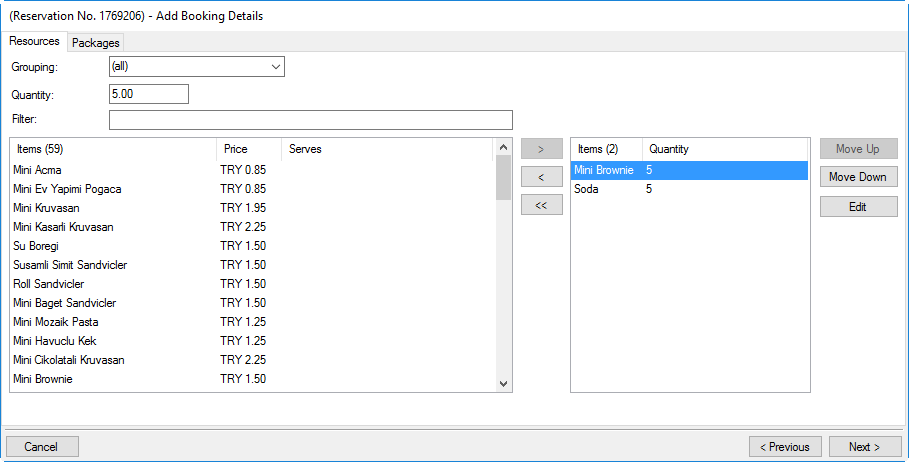 (Reservation No. 1769206) - Add Booking Details
Resources Packages
Grouping: (all)
Quantity: 5.00
Filter:
Items (59) Price Serves > Items (2) Quantity Move Up
Mini Acma TRY 0.85 Mini Brownie 5
Mini Ev Yapimi Pogaca TRY 0.85 < Soda 5 Move Down
Mini Kruvasan TRY 1.95 << Edit
Mini Kasarli Kruvasan TRY 2.25
Su Boregi TRY 1.50
Susamli Simit Sandvicler TRY 1.50
Roll Sandvicler TRY 1.50
Mini Baget Sandvicler TRY 1.50
Mini Mozaik Pasta TRY 1.25
Mini Havuclu Kek TRY 1.25
Mini Cikolatali Kruvasan TRY 2.25
Mini Brownie TRY 1.50
Cancel < Previous Next >